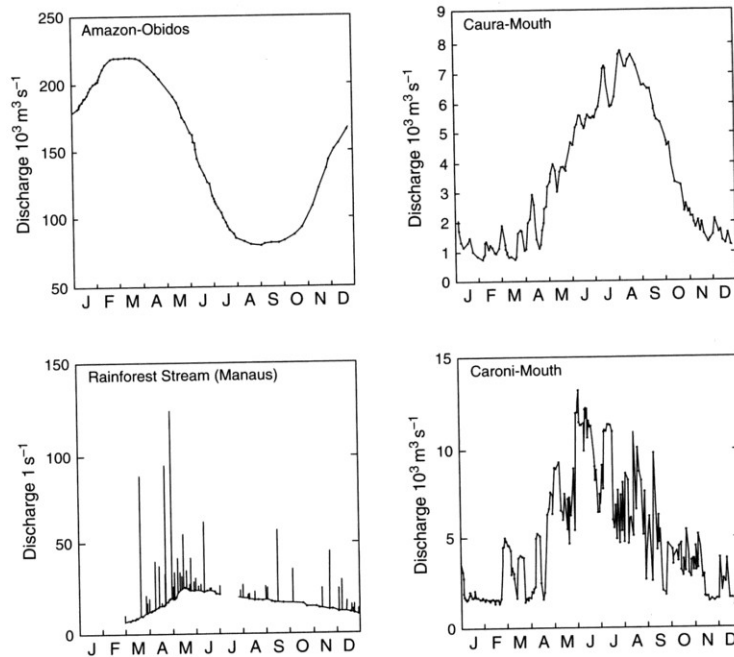 Amazon-Obidos
Discharge 10³ m³ s⁻¹
250
200
150
100
50
J F M A M J J A S O N D
Caura-Mouth
Discharge 10³ m³ s⁻¹
9
8
7
6
5
4
3
2
1
0
J F M A M J J A S O N D
Rainforest Stream (Manaus)
Discharge 1 s⁻¹
150
100
50
0
J F M A M J J A S O N D
Caroni-Mouth
Discharge 10³ m³ s⁻¹
15
10
5
0
J F M A M J J A S O N D